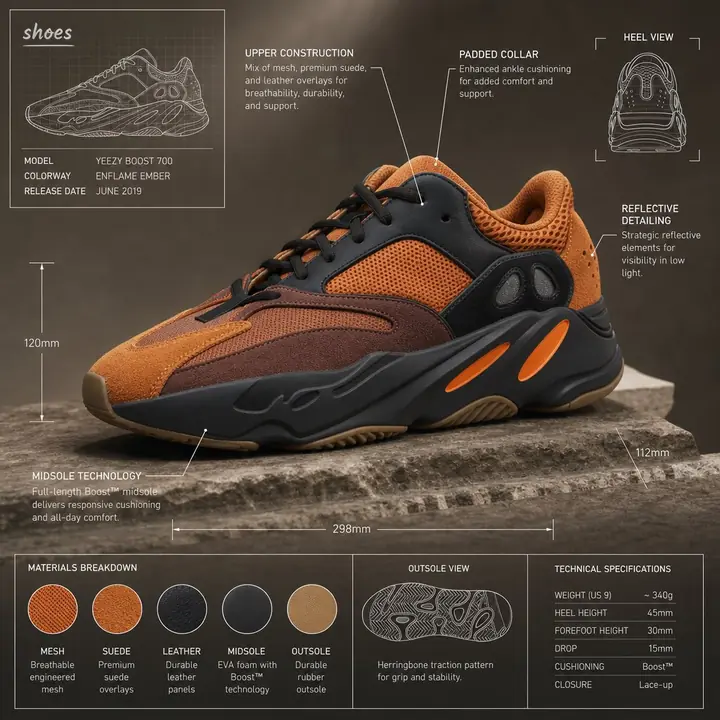 shoes
MODEL YEEZY BOOST 700
COLORWAY ENFLAME EMBER
RELEASE DATE JUNE 2019
UPPER CONSTRUCTION
Mix of mesh, premium suede,
and leather overlays for
breathability, durability,
and support.
PADDED COLLAR
Enhanced ankle cushioning
for added comfort and
support.
HEEL VIEW
REFLECTIVE
DETAILING
Strategic reflective
elements for
visibility in low
light.
120mm
MIDSOLE TECHNOLOGY
Full-length Boost™ midsole
delivers responsive cushioning
and all-day comfort.
298mm
112mm
MATERIALS BREAKDOWN
MESH
Breathable
engineered
mesh
SUEDE
Premium
suede
overlays
LEATHER
Durable
leather
panels
MIDSOLE
EVA foam with
Boost™
technology
OUTSOLE
Durable
rubber
outsole
OUTSOLE VIEW
Herringbone traction pattern
for grip and stability.
TECHNICAL SPECIFICATIONS
WEIGHT (US 9) ~ 340g
HEEL HEIGHT 45mm
FOREFOOT HEIGHT 30mm
DROP 15mm
CUSHIONING Boost™
CLOSURE Lace-up